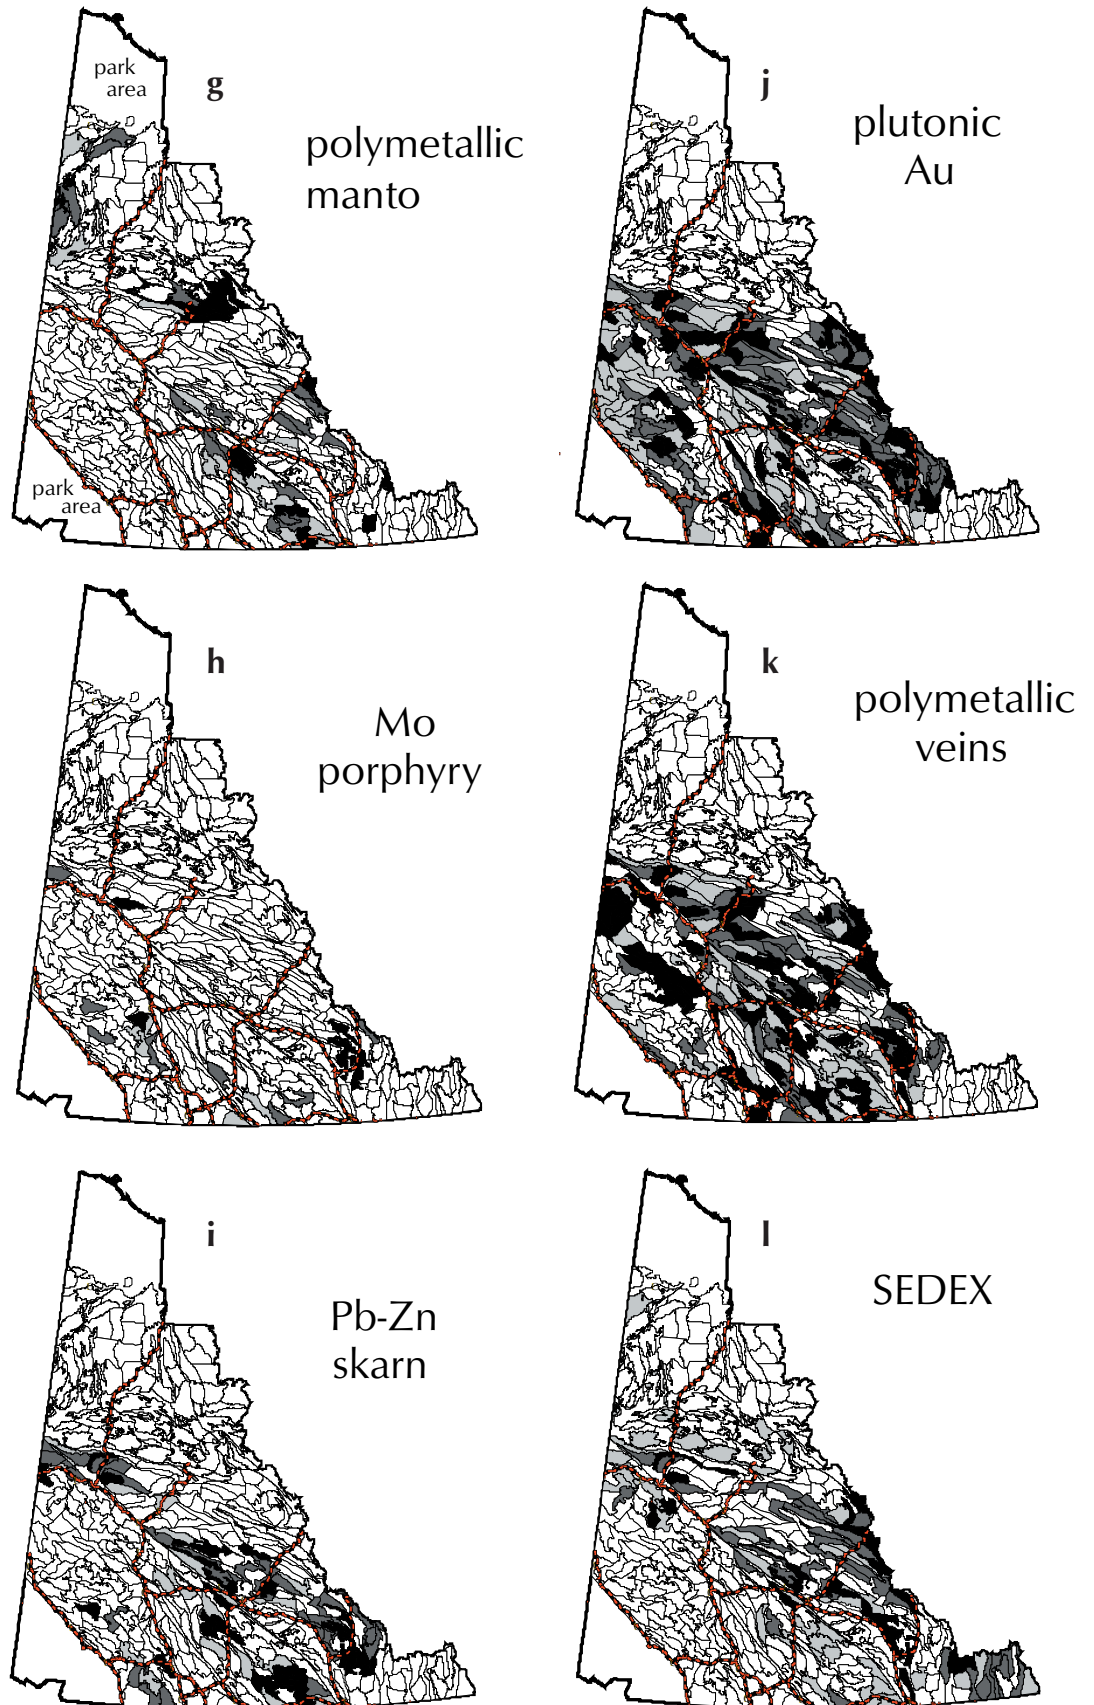 park
area
g
polymetallic
manto
park
area
j
plutonic
Au
h
Mo
porphyry
k
polymetallic
veins
i
Pb-Zn
skarn
l
SEDEX